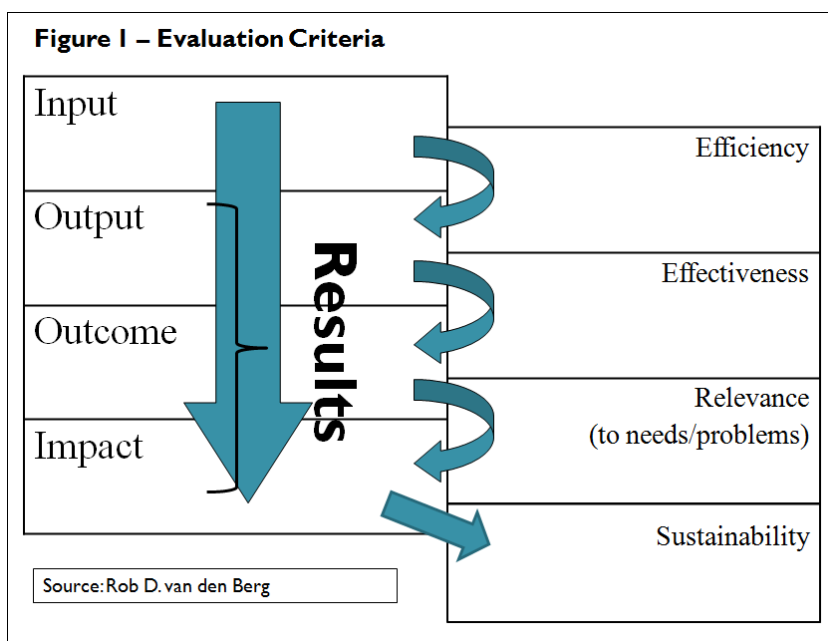 Figure 1 – Evaluation Criteria
Input
Output
Outcome
Impact
Results
Efficiency
Effectiveness
Relevance
(to needs/problems)
Sustainability
Source: Rob D. van den Berg